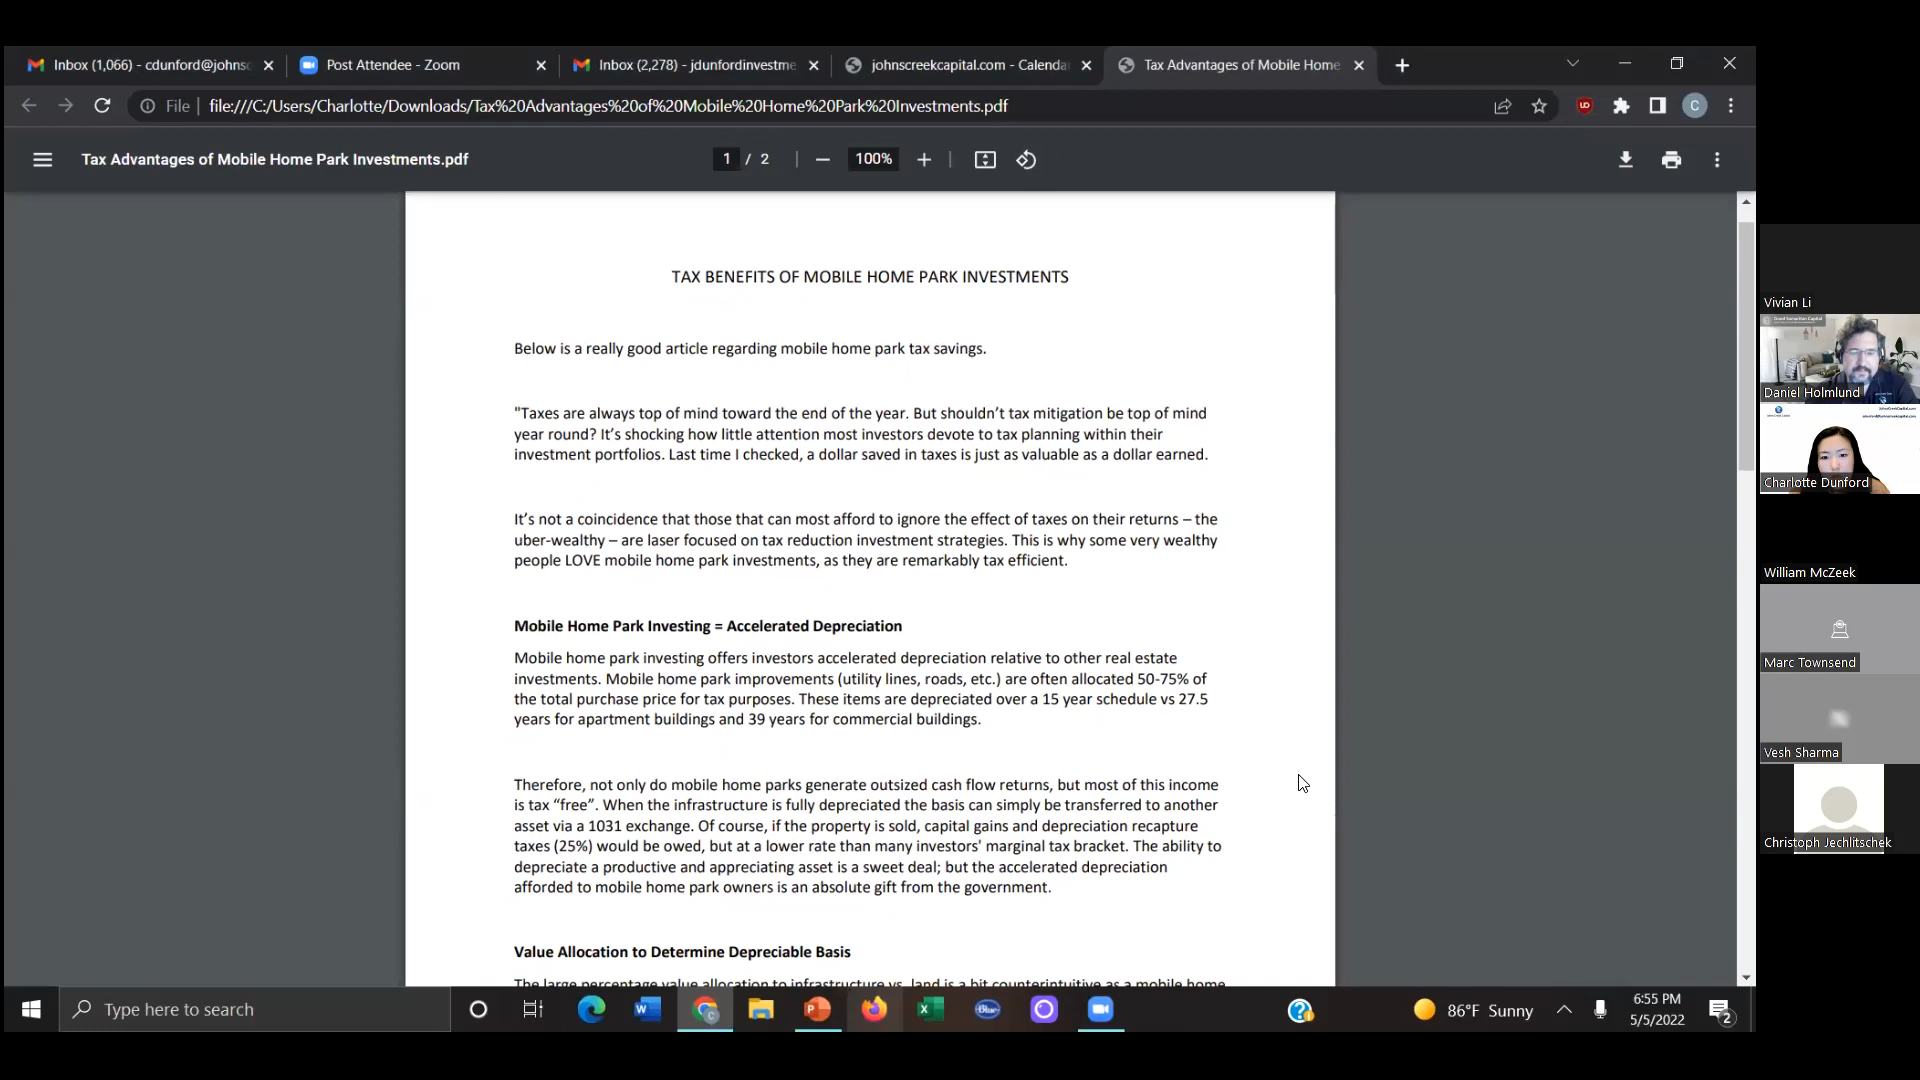 Inbox (1,066) - cdunford@johnsc
Post Attendee - Zoom
Inbox (2,278) - jdunfordinvestme
johnscreekcapital.com - Calenda
Tax Advantages of Mobile Home
File
file:///C:/Users/Charlotte/Downloads/Tax%20Advantages%20of%20Mobile%20Home%20Park%20Investments.pdf
C
Tax Advantages of Mobile Home Park Investments.pdf
1 / 2
100%
TAX BENEFITS OF MOBILE HOME PARK INVESTMENTS
Below is a really good article regarding mobile home park tax savings.
"Taxes are always top of mind toward the end of the year. But shouldn’t tax mitigation be top of mind
year round? It’s shocking how little attention most investors devote to tax planning within their
investment portfolios. Last time I checked, a dollar saved in taxes is just as valuable as a dollar earned.
It’s not a coincidence that those that can most afford to ignore the effect of taxes on their returns – the
uber-wealthy – are laser focused on tax reduction investment strategies. This is why some very wealthy
people LOVE mobile home park investments, as they are remarkably tax efficient.
Mobile Home Park Investing = Accelerated Depreciation
Mobile home park investing offers investors accelerated depreciation relative to other real estate
investments. Mobile home park improvements (utility lines, roads, etc.) are often allocated 50-75% of
the total purchase price for tax purposes. These items are depreciated over a 15 year schedule vs 27.5
years for apartment buildings and 39 years for commercial buildings.
Therefore, not only do mobile home parks generate outsized cash flow returns, but most of this income
is tax “free”. When the infrastructure is fully depreciated the basis can simply be transferred to another
asset via a 1031 exchange. Of course, if the property is sold, capital gains and depreciation recapture
taxes (25%) would be owed, but at a lower rate than many investors' marginal tax bracket. The ability to
depreciate a productive and appreciating asset is a sweet deal; but the accelerated depreciation
afforded to mobile home park owners is an absolute gift from the government.
Value Allocation to Determine Depreciable Basis
The large percentage value allocation to infrastructure vs. land is a bit counterintuitive as a mobile home
Vivian Li
Daniel Holmlund
Charlotte Dunford
William McZeek
Marc Townsend
Vesh Sharma
Christoph Jechlitschek
Type here to search
Blue
86°F Sunny
6:55 PM
5/5/2022
2